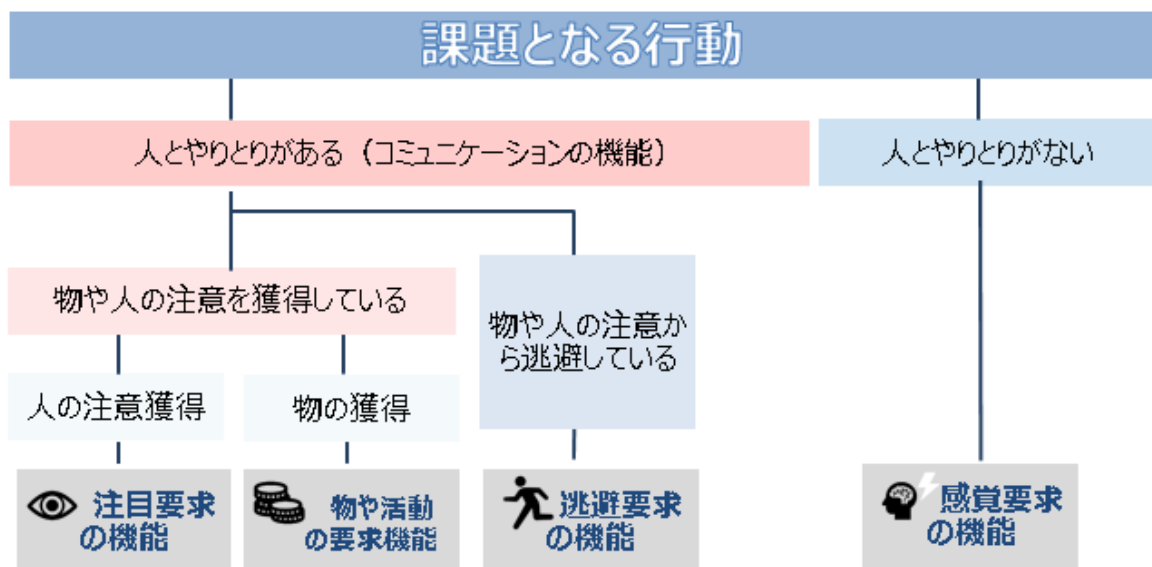 課題となる行動
人とやりとりがある（コミュニケーションの機能）
人とやりとりがない
物や人の注意を獲得している
物や人の注意か
ら逃避している
人の注意獲得
物の獲得
注目要求
の機能
物や活動
の要求機能
逃避要求
の機能
感覚要求
の機能